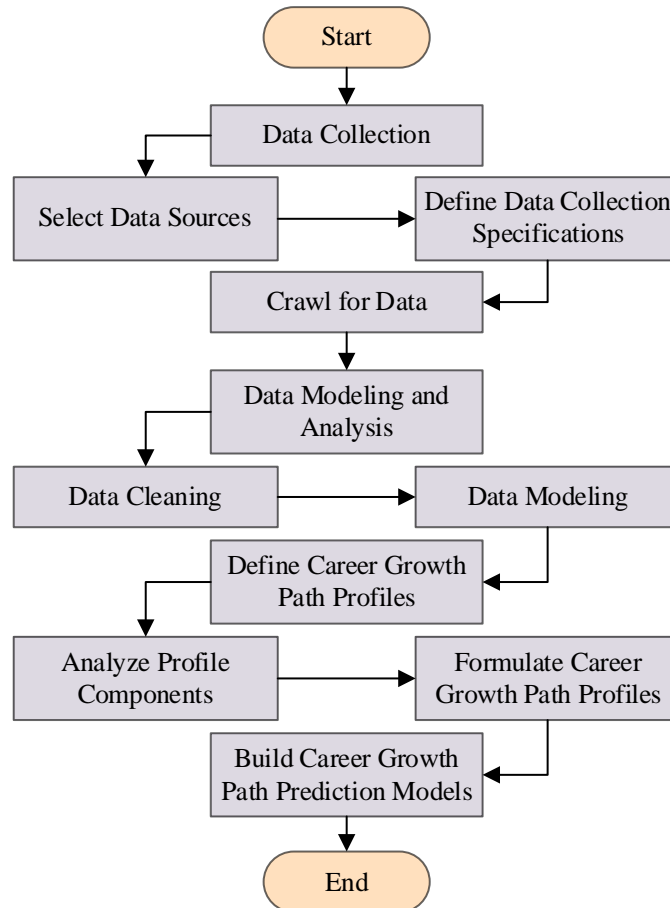 Start
Data Collection
Select Data Sources
Define Data Collection
Specifications
Crawl for Data
Data Modeling and
Analysis
Data Cleaning
Data Modeling
Define Career Growth
Path Profiles
Analyze Profile
Components
Formulate Career
Growth Path Profiles
Build Career Growth
Path Prediction Models
End